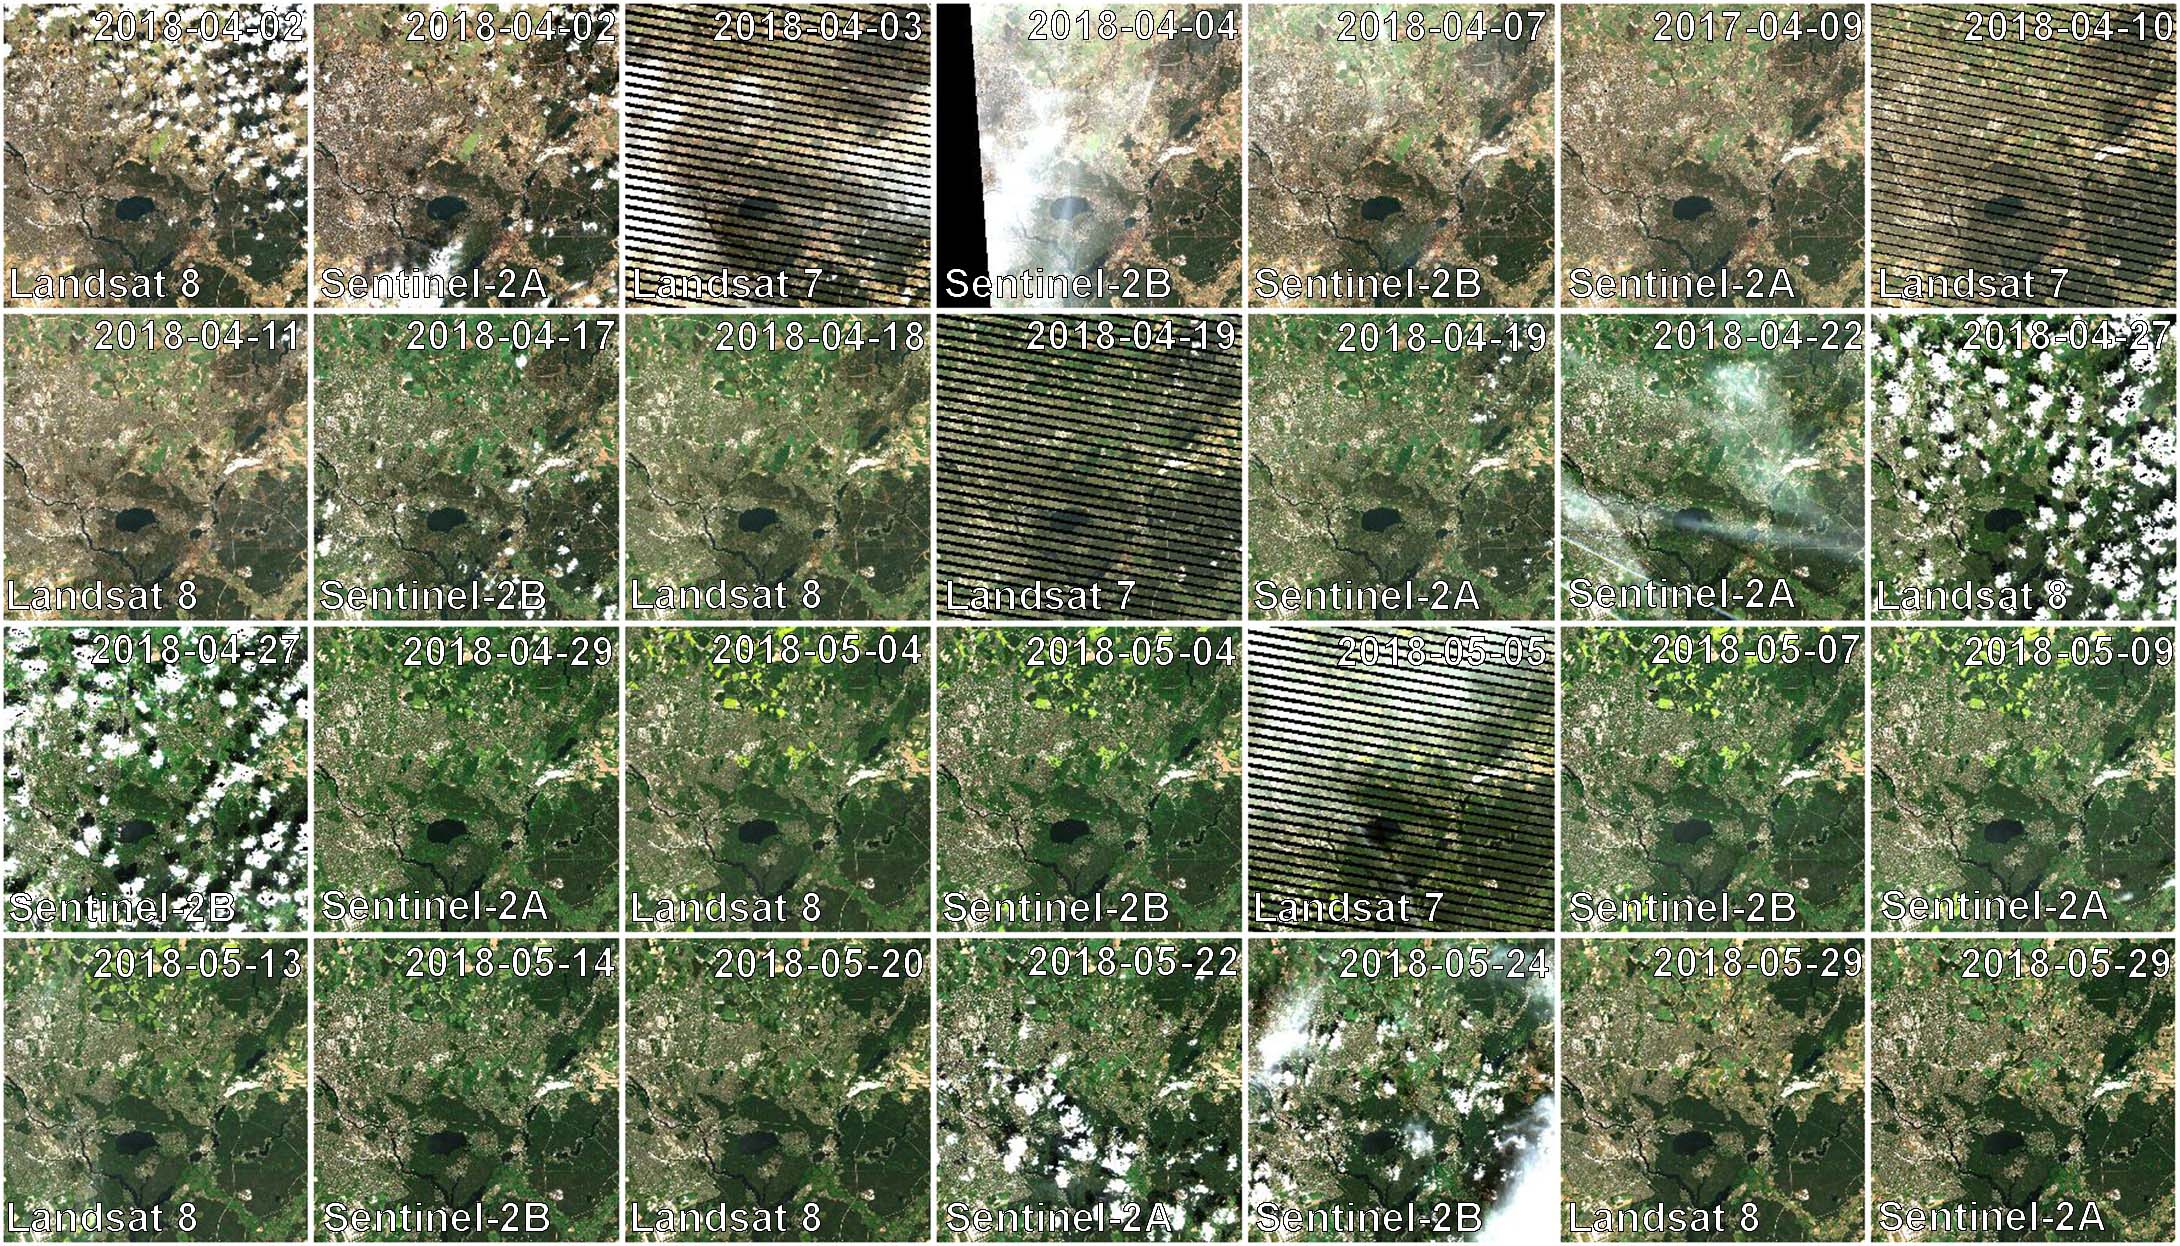 2018-04-02
Landsat 8
2018-04-02
Sentinel-2A
2018-04-03
Landsat 7
2018-04-04
Sentinel-2B
2018-04-07
Sentinel-2B
2017-04-09
Sentinel-2A
2018-04-10
Landsat 7
2018-04-11
Landsat 8
2018-04-17
Sentinel-2B
2018-04-18
Landsat 8
2018-04-19
Landsat 7
2018-04-19
Sentinel-2A
2018-04-22
Sentinel-2A
2018-04-27
Landsat 8
2018-04-27
Sentinel-2B
2018-04-29
Sentinel-2A
2018-05-04
Landsat 8
2018-05-04
Sentinel-2B
2018-05-05
Landsat 7
2018-05-07
Sentinel-2B
2018-05-09
Sentinel-2A
2018-05-13
Landsat 8
2018-05-14
Sentinel-2B
2018-05-20
Landsat 8
2018-05-22
Sentinel-2A
2018-05-24
Sentinel-2B
2018-05-29
Landsat 8
2018-05-29
Sentinel-2A